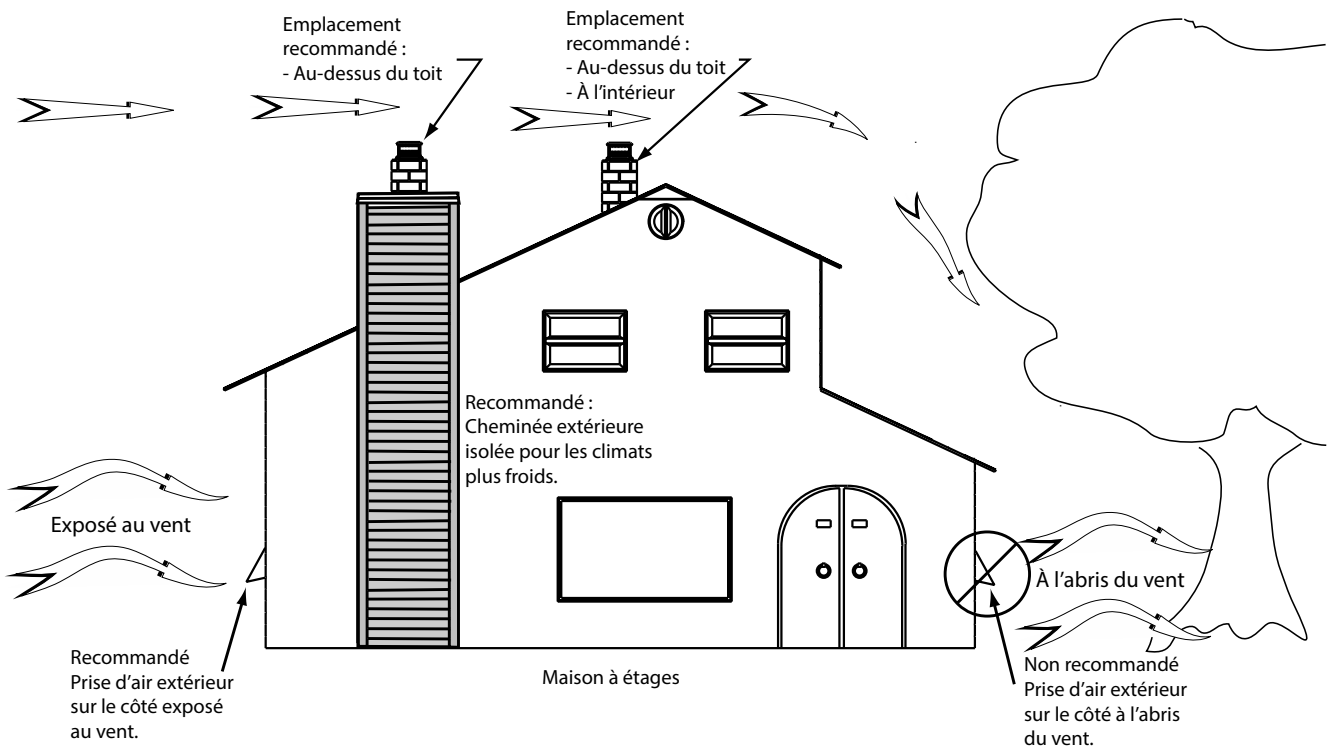 Emplacement
recommandé :
- Au-dessus du toit
Emplacement
recommandé :
- Au-dessus du toit
- À l'intérieur
Recommandé :
Cheminée extérieure
isolée pour les climats
plus froids.
Exposé au vent
À l'abris du vent
Recommandé
Prise d'air extérieur
sur le côté exposé
au vent.
Maison à étages
Non recommandé
Prise d'air extérieur
sur le côté à l'abris
du vent.